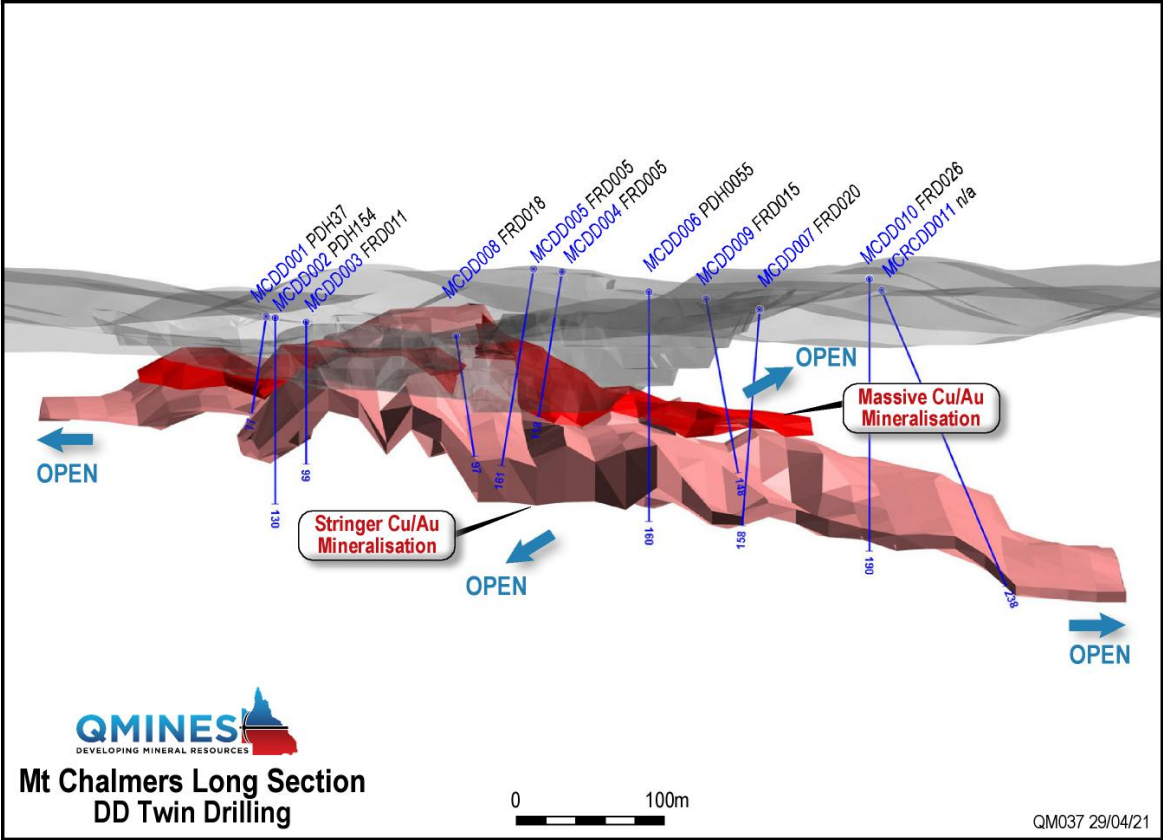 MCDD001 PDH37
MCDD002 PDH154
MCDD003 FRD011
MCDD008 FRD018
MCDD005 FRD005
MCDD004 FRD005
MCDD006 PDH0055
MCDD009 FRD015
MCDD007 FRD020
MCDD010 FRD026
MCRCDD011 n/a
OPEN
Massive Cu/Au
Mineralisation
OPEN
77
99
130
97
161
160
148
158
190
238
Stringer Cu/Au
Mineralisation
OPEN
OPEN
QMINES
DEVELOPING MINERAL RESOURCES
Mt Chalmers Long Section
DD Twin Drilling
0 100m
QM037 29/04/21